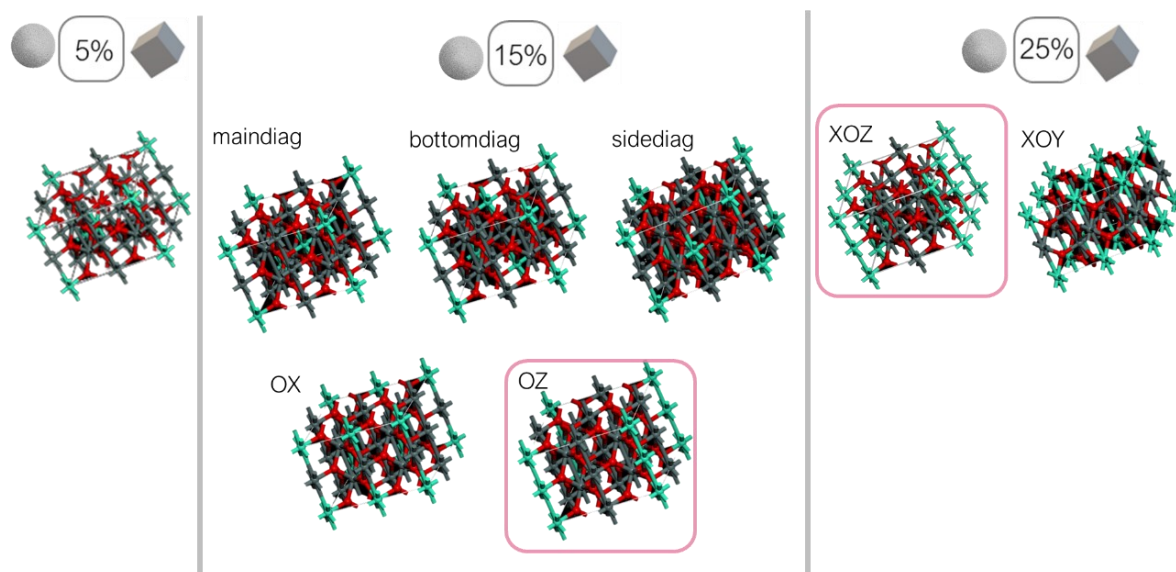 5%
15%
25%
maindiag
bottomdiag
sidediag
XOZ
XOY
OX
OZ